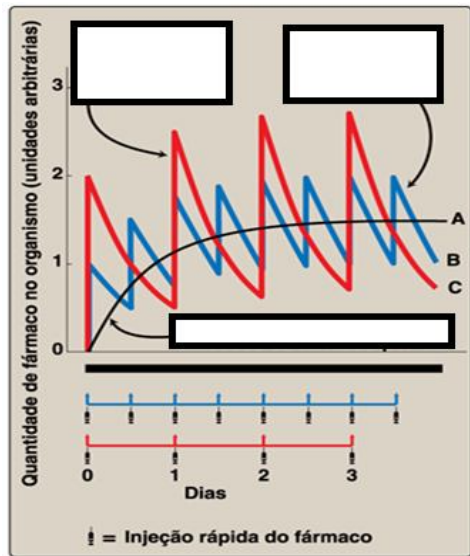 Quantidade de fármaco no organismo (unidades arbitrárias)
3
2
1
0
A
B
C
0 1 2 3
Dias
= Injeção rápida do fármaco